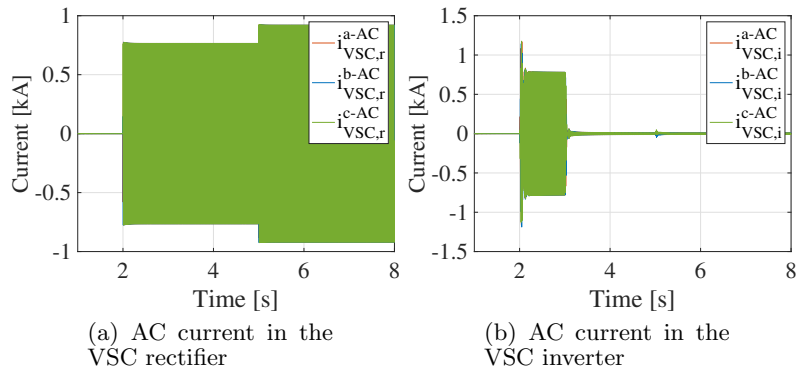 1
0.5
0
-0.5
-1
Current [kA]
2
4
6
8
Time [s]
i a-AC VSC,r
i b-AC VSC,r
i c-AC VSC,r
(a) AC current in the
VSC rectifier
1.5
1
0.5
0
-0.5
-1
-1.5
Current [kA]
2
4
6
8
Time [s]
i a-AC VSC,i
i b-AC VSC,i
i c-AC VSC,i
(b) AC current in the
VSC inverter